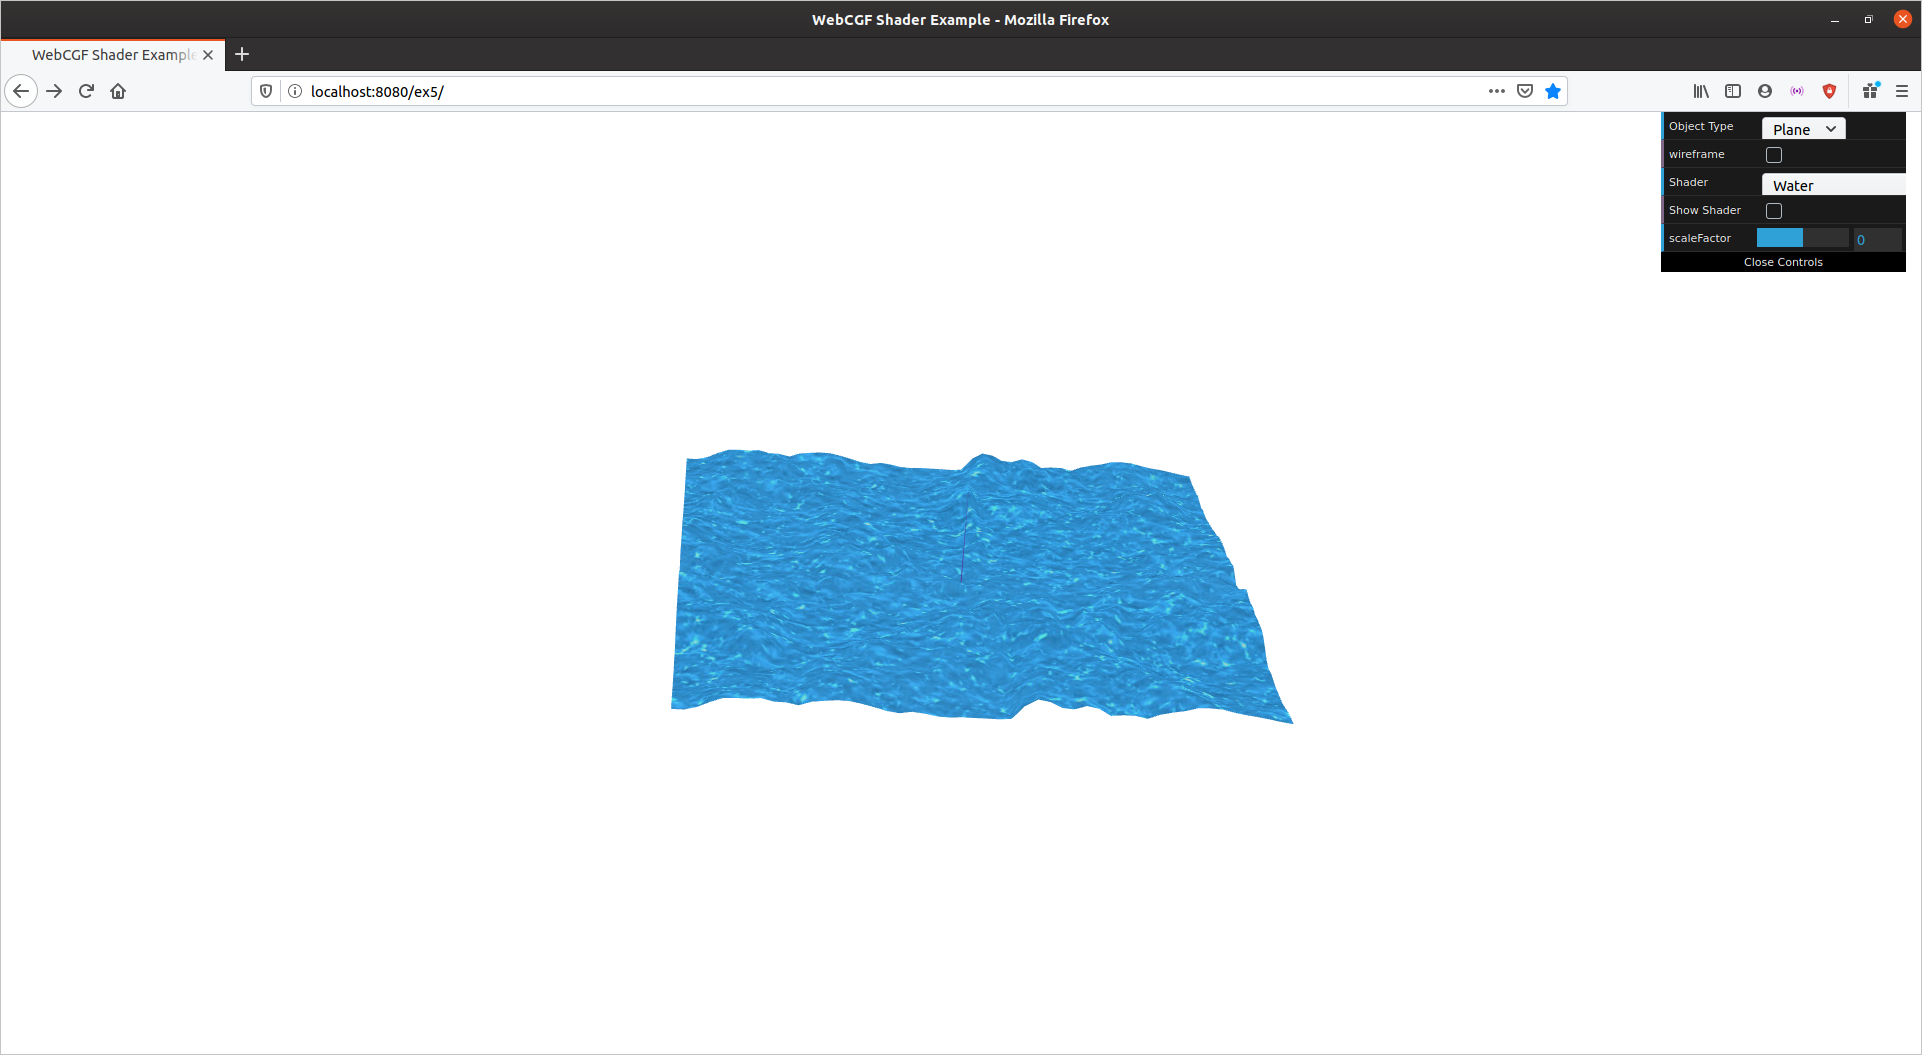 WebCGF Shader Example - Mozilla Firefox
WebCGF Shader Example
localhost:8080/ex5/
Object Type Plane
wireframe
Shader Water
Show Shader
scaleFactor 0
Close Controls